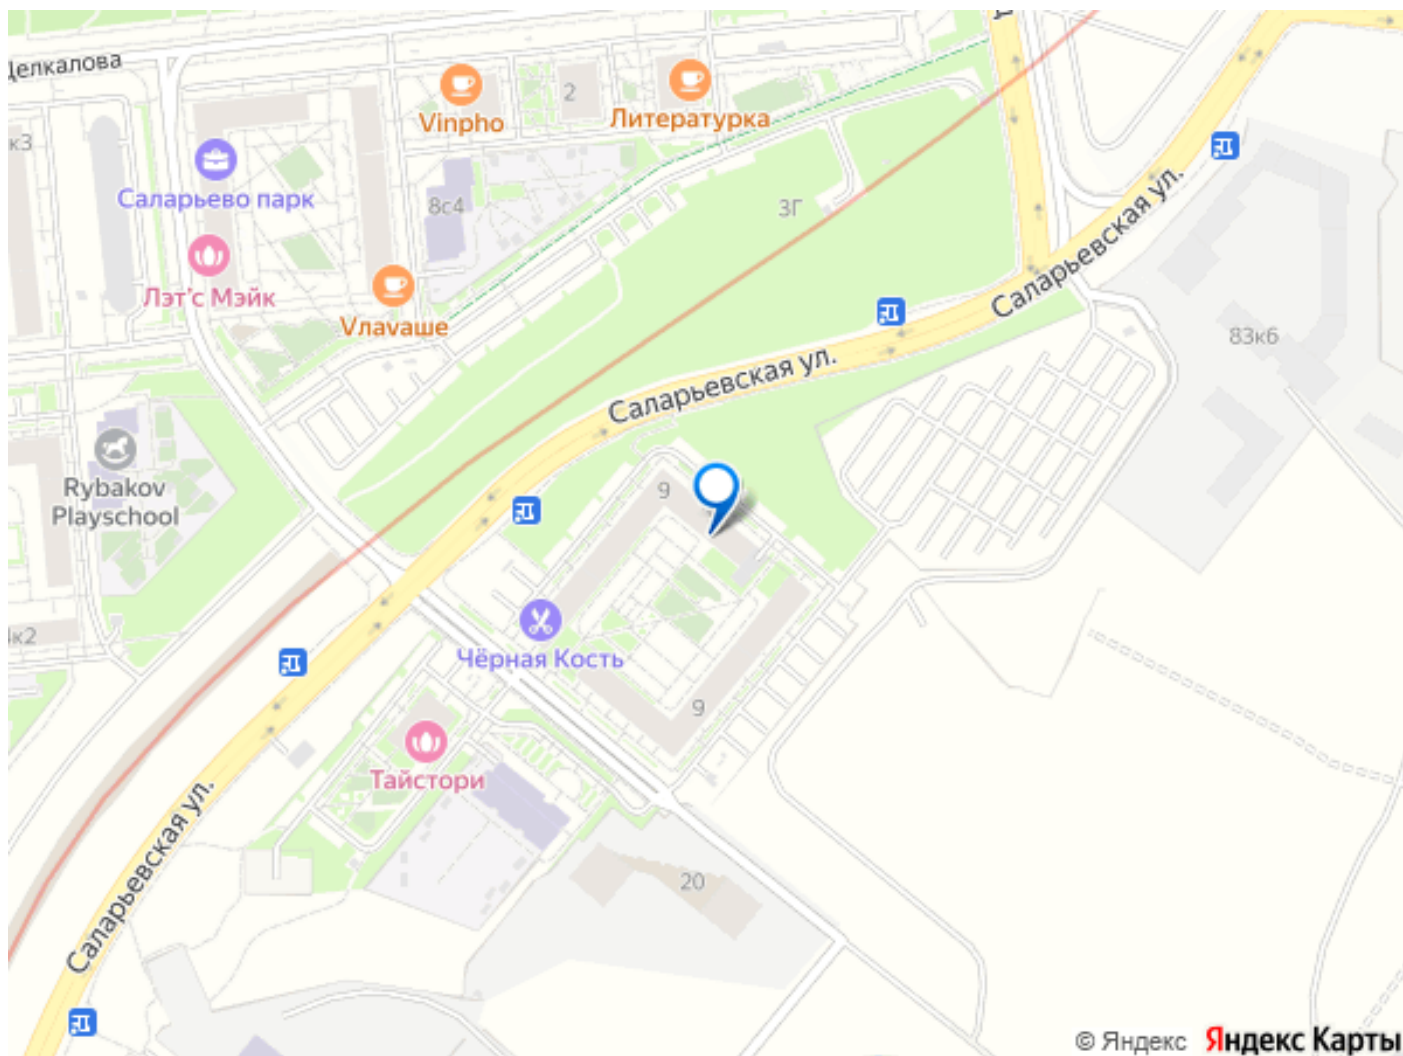 Vinpho
2
Литературка
к3
Саларьево парк
8с4
3Г
Лэт'с Мэйк
Vлаvаше
Саларьевская ул.
83к6
Саларьевская ул.
Rybakov
Playschool
9
Чёрная Кость
к2
9
Тайстори
Саларьевская ул.
20
© Яндекс Яндекс Карты